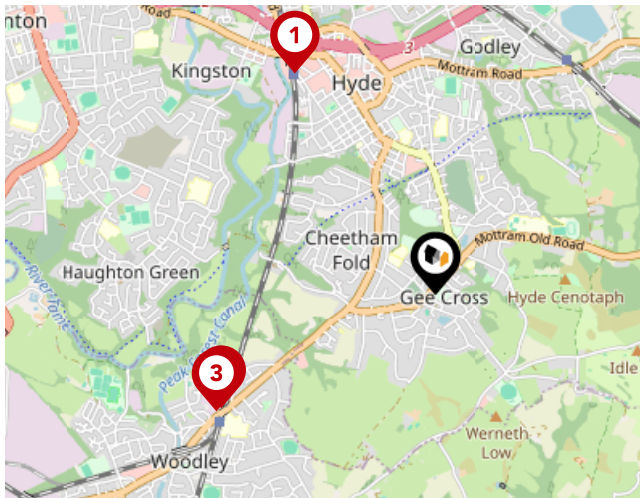 nton
Road
1
3
Godley
Kingston
Hyde
Mottram Road
Cheetham
Fold
Mottram Old Road
Haughton Green
Gee Cross
Hyde Cenotaph
River Tame
Peak Forest Canal
3
Idle
Werneth
Low
Woodley